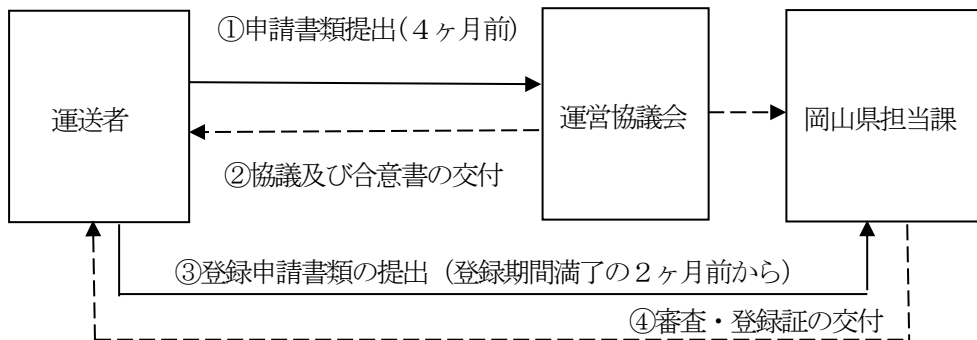 ①申請書類提出(４ヶ月前)
運送者
運営協議会
岡山県担当課
②協議及び合意書の交付
③登録申請書類の提出（登録期間満了の２ヶ月前から）
④審査・登録証の交付